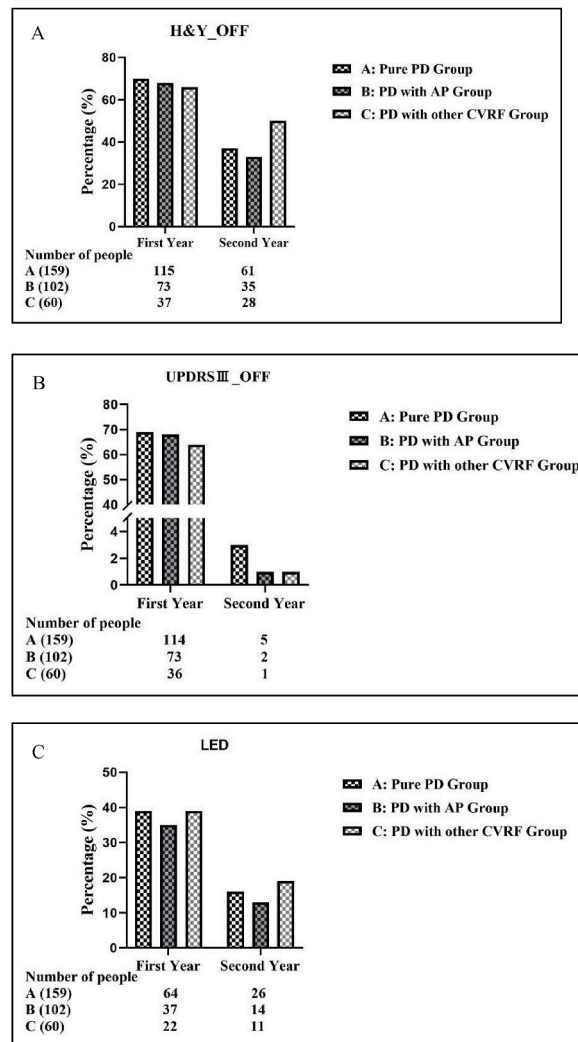 A
H&Y_OFF
Percentage (%)
80
60
40
20
0
First Year Second Year
A: Pure PD Group
B: PD with AP Group
C: PD with other CVRF Group
Number of people
A (159) 115 61
B (102) 73 35
C (60) 37 28
B
UPDRSⅢ_OFF
Percentage (%)
80
70
60
50
40
4
2
0
First Year Second Year
A: Pure PD Group
B: PD with AP Group
C: PD with other CVRF Group
Number of people
A (159) 114 5
B (102) 73 2
C (60) 36 1
C
LED
Percentage (%)
50
40
30
20
10
0
First Year Second Year
A: Pure PD Group
B: PD with AP Group
C: PD with other CVRF Group
Number of people
A (159) 64 26
B (102) 37 14
C (60) 22 11